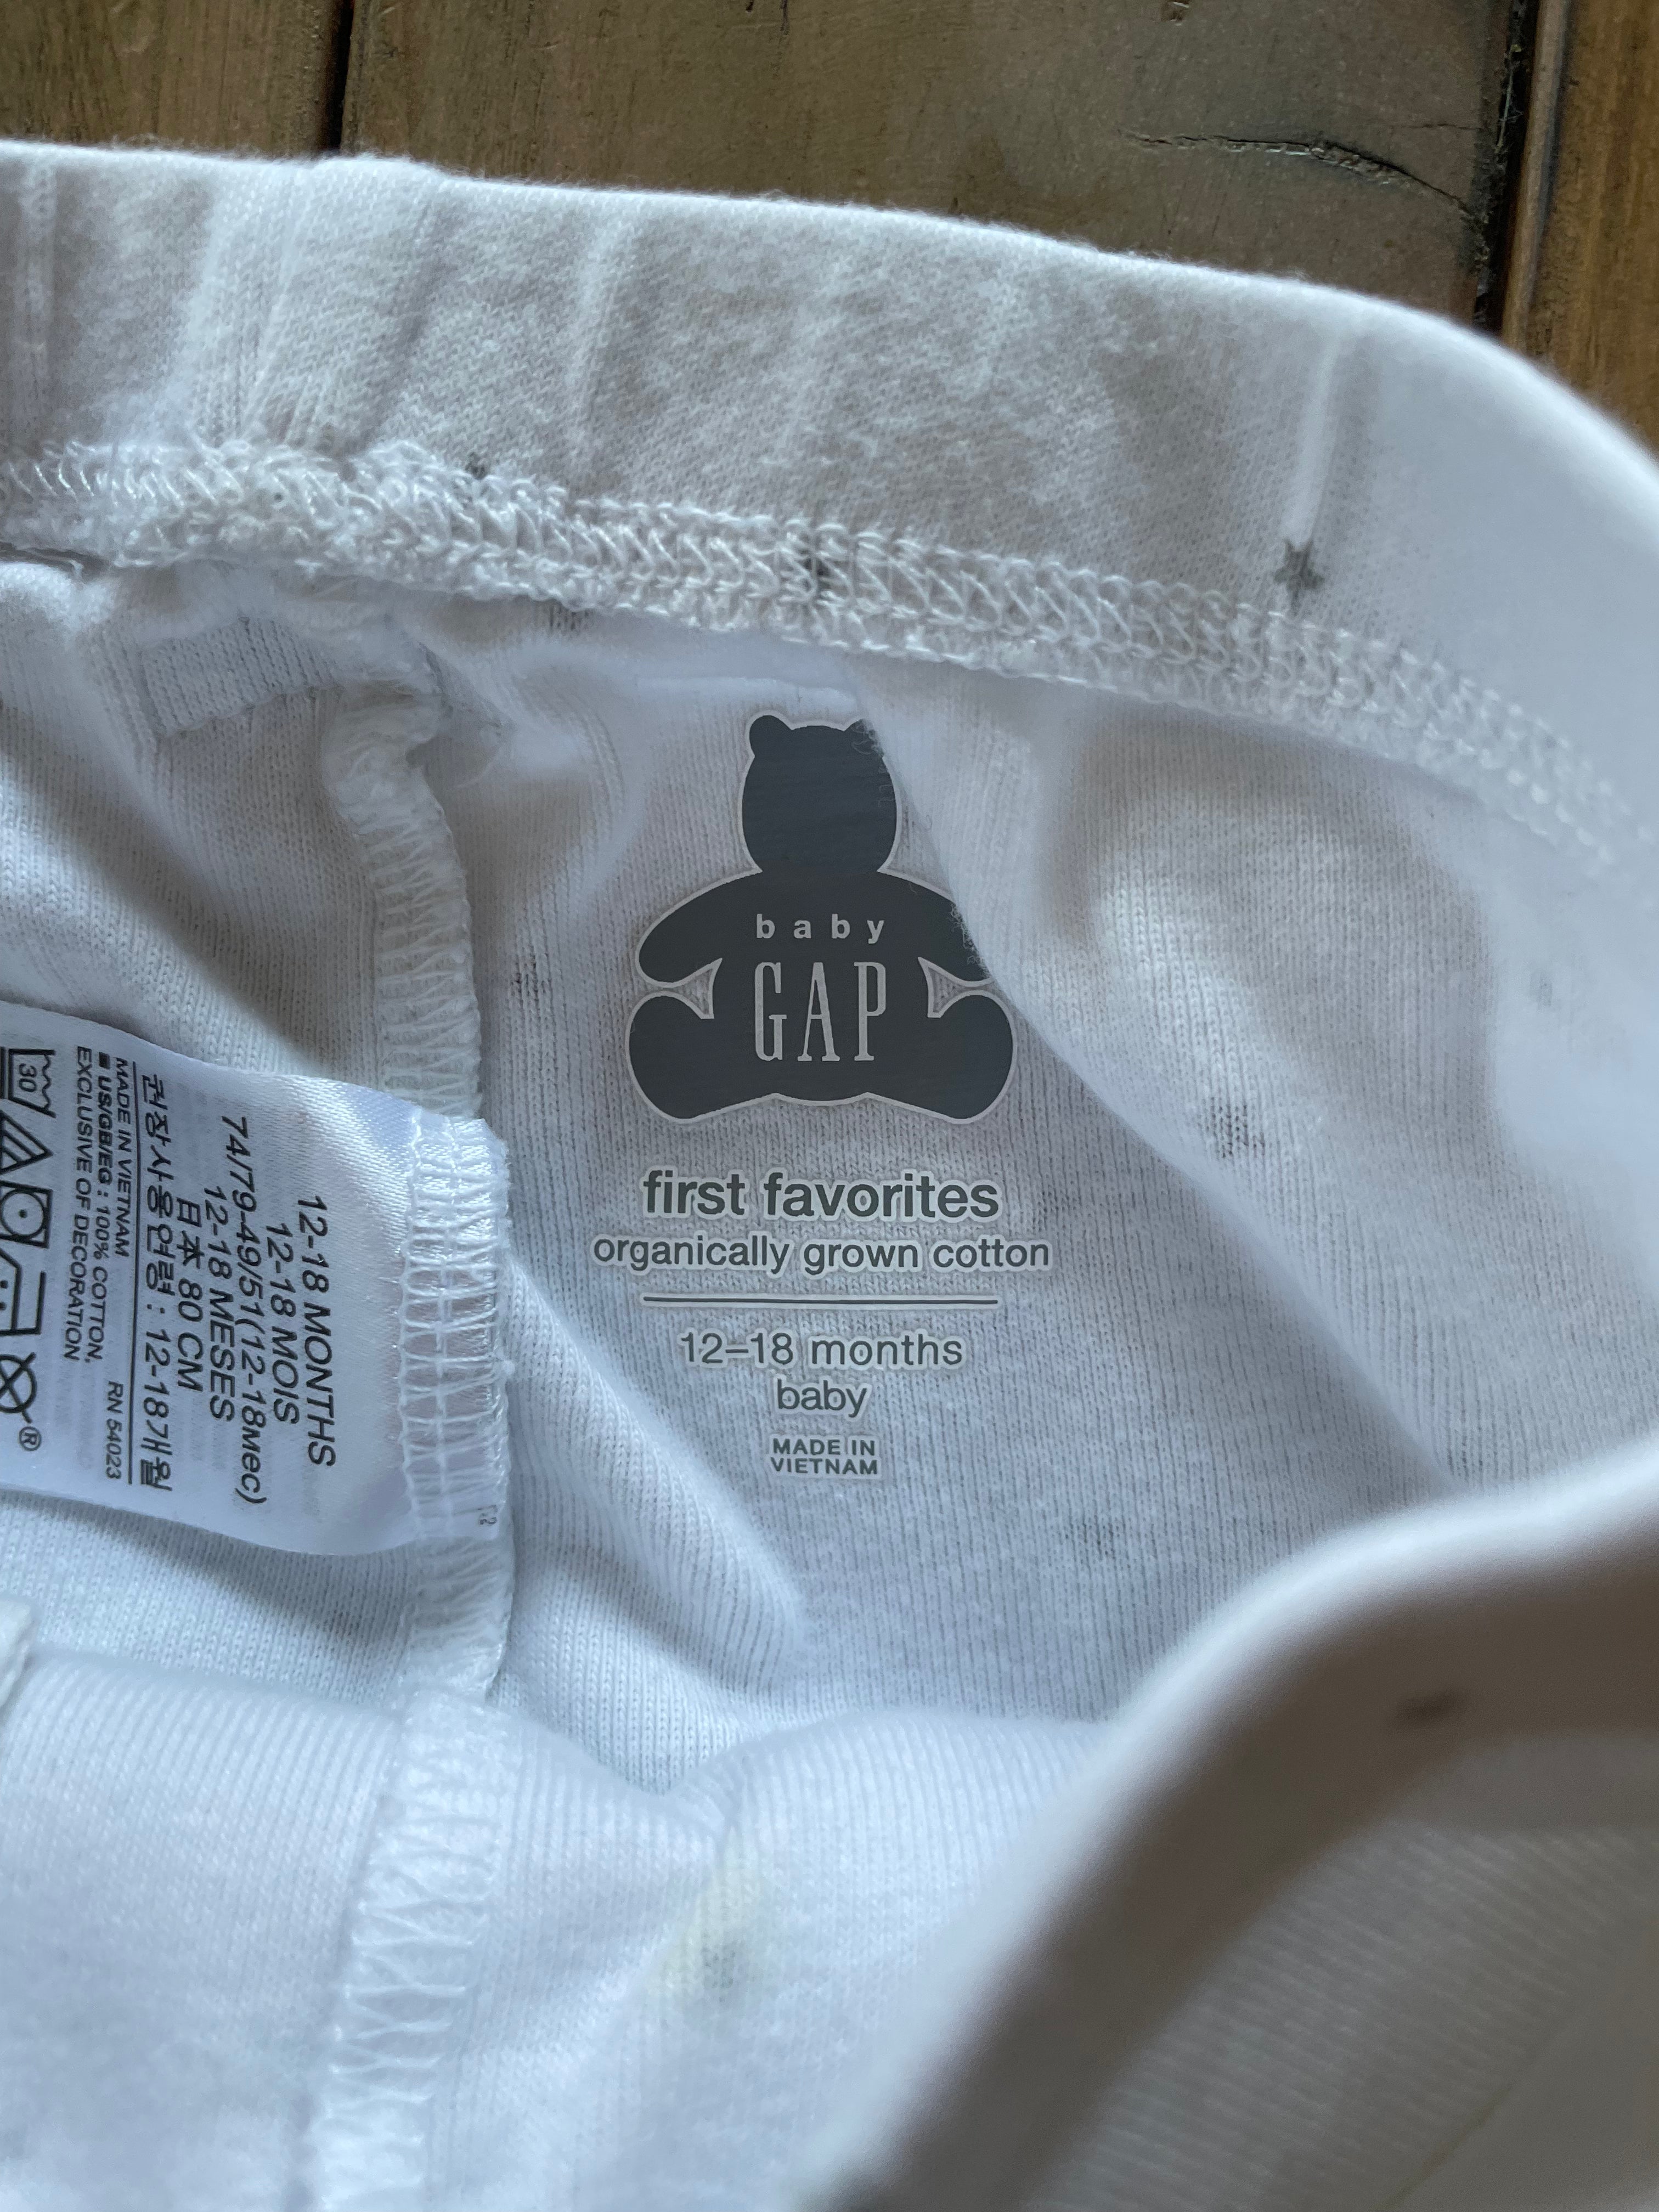 baby
GAP
first favorites
organically grown cotton
12–18 months
baby
MADE IN
VIETNAM
12-18 MONTHS
12-18 MOIS
74/79-49/51(12-18мес)
12-18 MESES
日本 80 CM
권장사용연령 : 12-18개월
MADE IN VIETNAM RN 54023
■ US/GB/EG : 100% COTTON,
EXCLUSIVE OF DECORATION
30
®